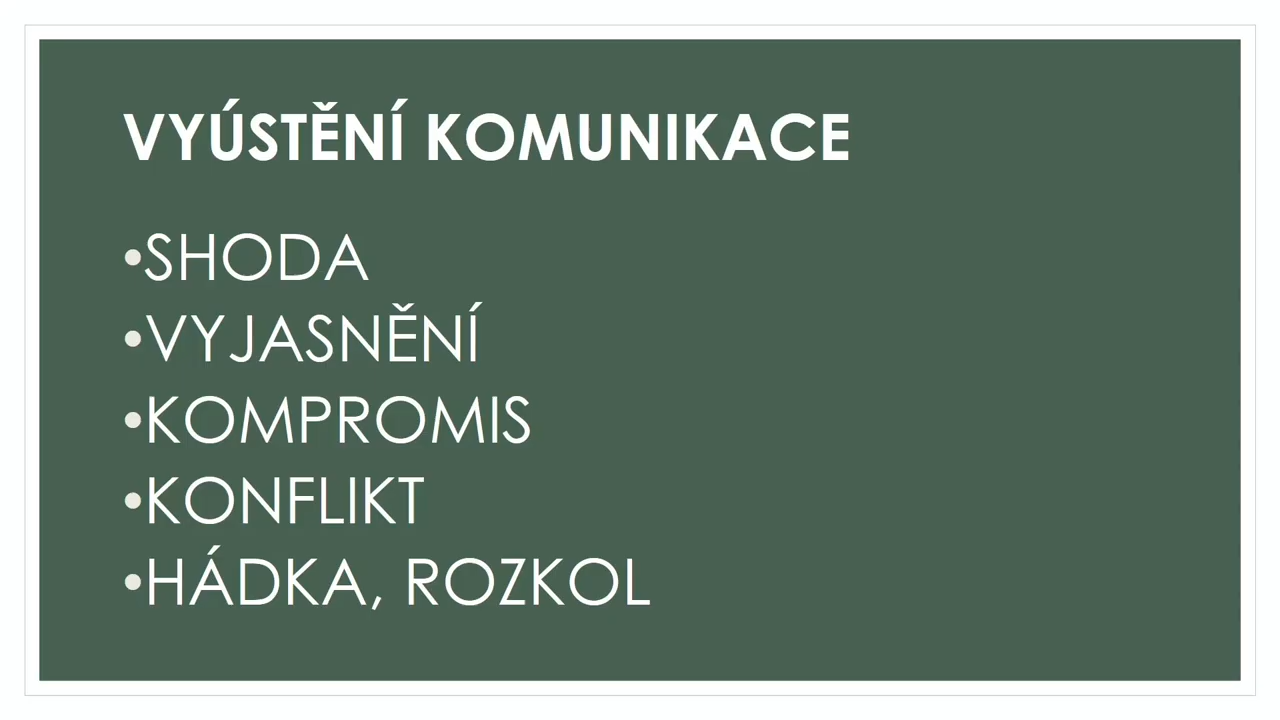 VYÚSTĚNÍ KOMUNIKACE
•SHODA
•VYJASNĚNÍ
•KOMPROMIS
•KONFLIKT
•HÁDKA, ROZKOL